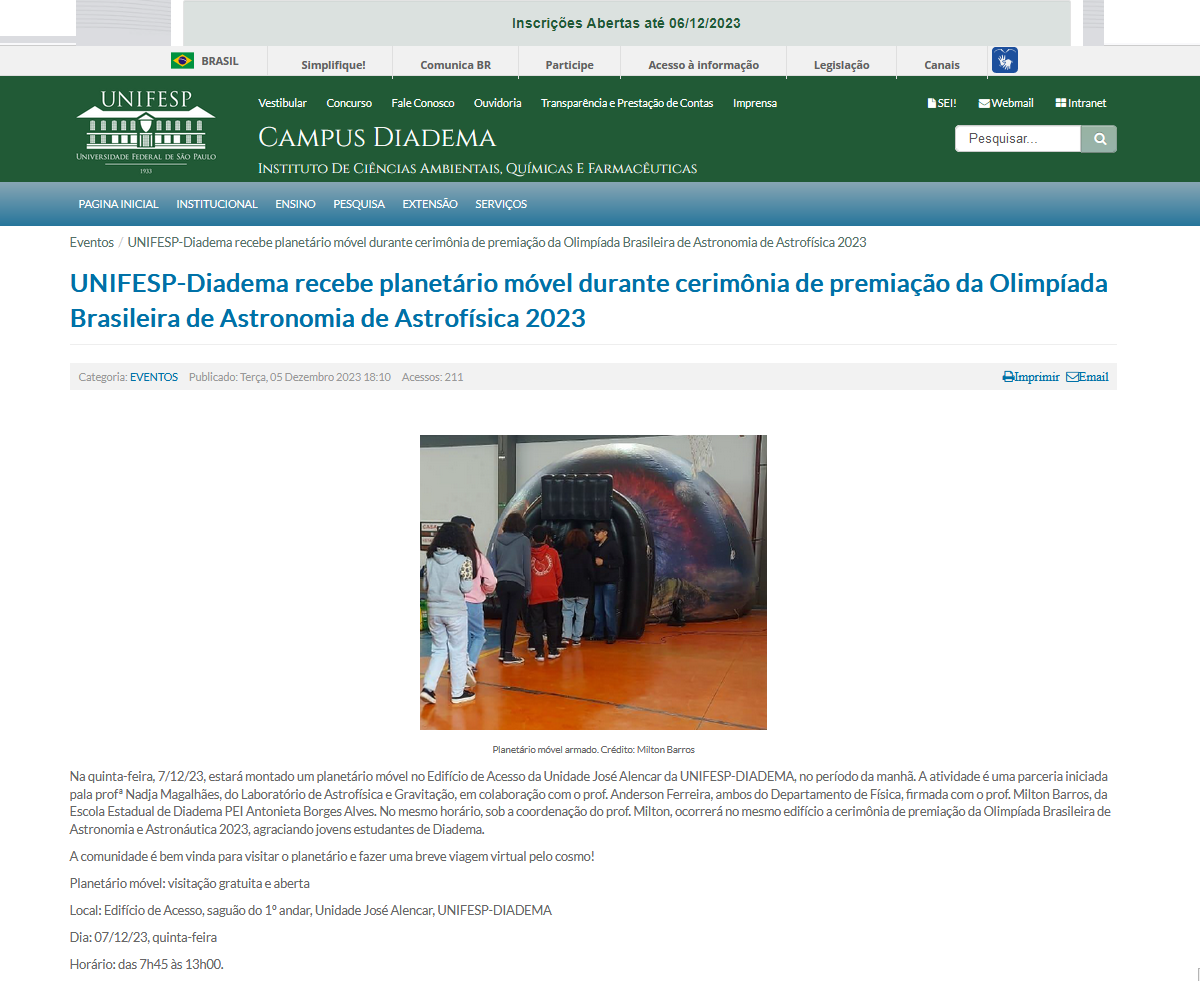 Inscrições Abertas até 06/12/2023
BRASIL
Simplifique!
Comunica BR
Participe
Acesso à informação
Legislação
Canais
UNIFESP
UNIVERSIDADE FEDERAL DE SÃO PAULO
1933
Vestibular Concurso Fale Conosco Ouvidoria Transparência e Prestação de Contas Imprensa
SEI! Webmail Intranet
CAMPUS DIADEMA
Pesquisar...
INSTITUTO DE CIÊNCIAS AMBIENTAIS, QUÍMICAS E FARMACÊUTICAS
PAGINA INICIAL INSTITUCIONAL ENSINO PESQUISA EXTENSÃO SERVIÇOS
Eventos / UNIFESP-Diadema recebe planetário móvel durante cerimônia de premiação da Olimpíada Brasileira de Astronomia de Astrofísica 2023
UNIFESP-Diadema recebe planetário móvel durante cerimônia de premiação da Olimpíada
Brasileira de Astronomia de Astrofísica 2023
Categoria: EVENTOS Publicado: Terça, 05 Dezembro 2023 18:10 Acessos: 211
Imprimir Email
CASA
Planetário móvel armado. Crédito: Milton Barros
Na quinta-feira, 7/12/23, estará montado um planetário móvel no Edifício de Acesso da Unidade José Alencar da UNIFESP-DIADEMA, no período da manhã. A atividade é uma parceria iniciada
pala profª Nadja Magalhães, do Laboratório de Astrofísica e Gravitação, em colaboração com o prof. Anderson Ferreira, ambos do Departamento de Física, firmada com o prof. Milton Barros, da
Escola Estadual de Diadema PEI Antonieta Borges Alves. No mesmo horário, sob a coordenação do prof. Milton, ocorrerá no mesmo edifício a cerimônia de premiação da Olimpíada Brasileira de
Astronomia e Astronáutica 2023, agraciando jovens estudantes de Diadema.
A comunidade é bem vinda para visitar o planetário e fazer uma breve viagem virtual pelo cosmo!
Planetário móvel: visitação gratuita e aberta
Local: Edifício de Acesso, saguão do 1º andar, Unidade José Alencar, UNIFESP-DIADEMA
Dia: 07/12/23, quinta-feira
Horário: das 7h45 às 13h00.